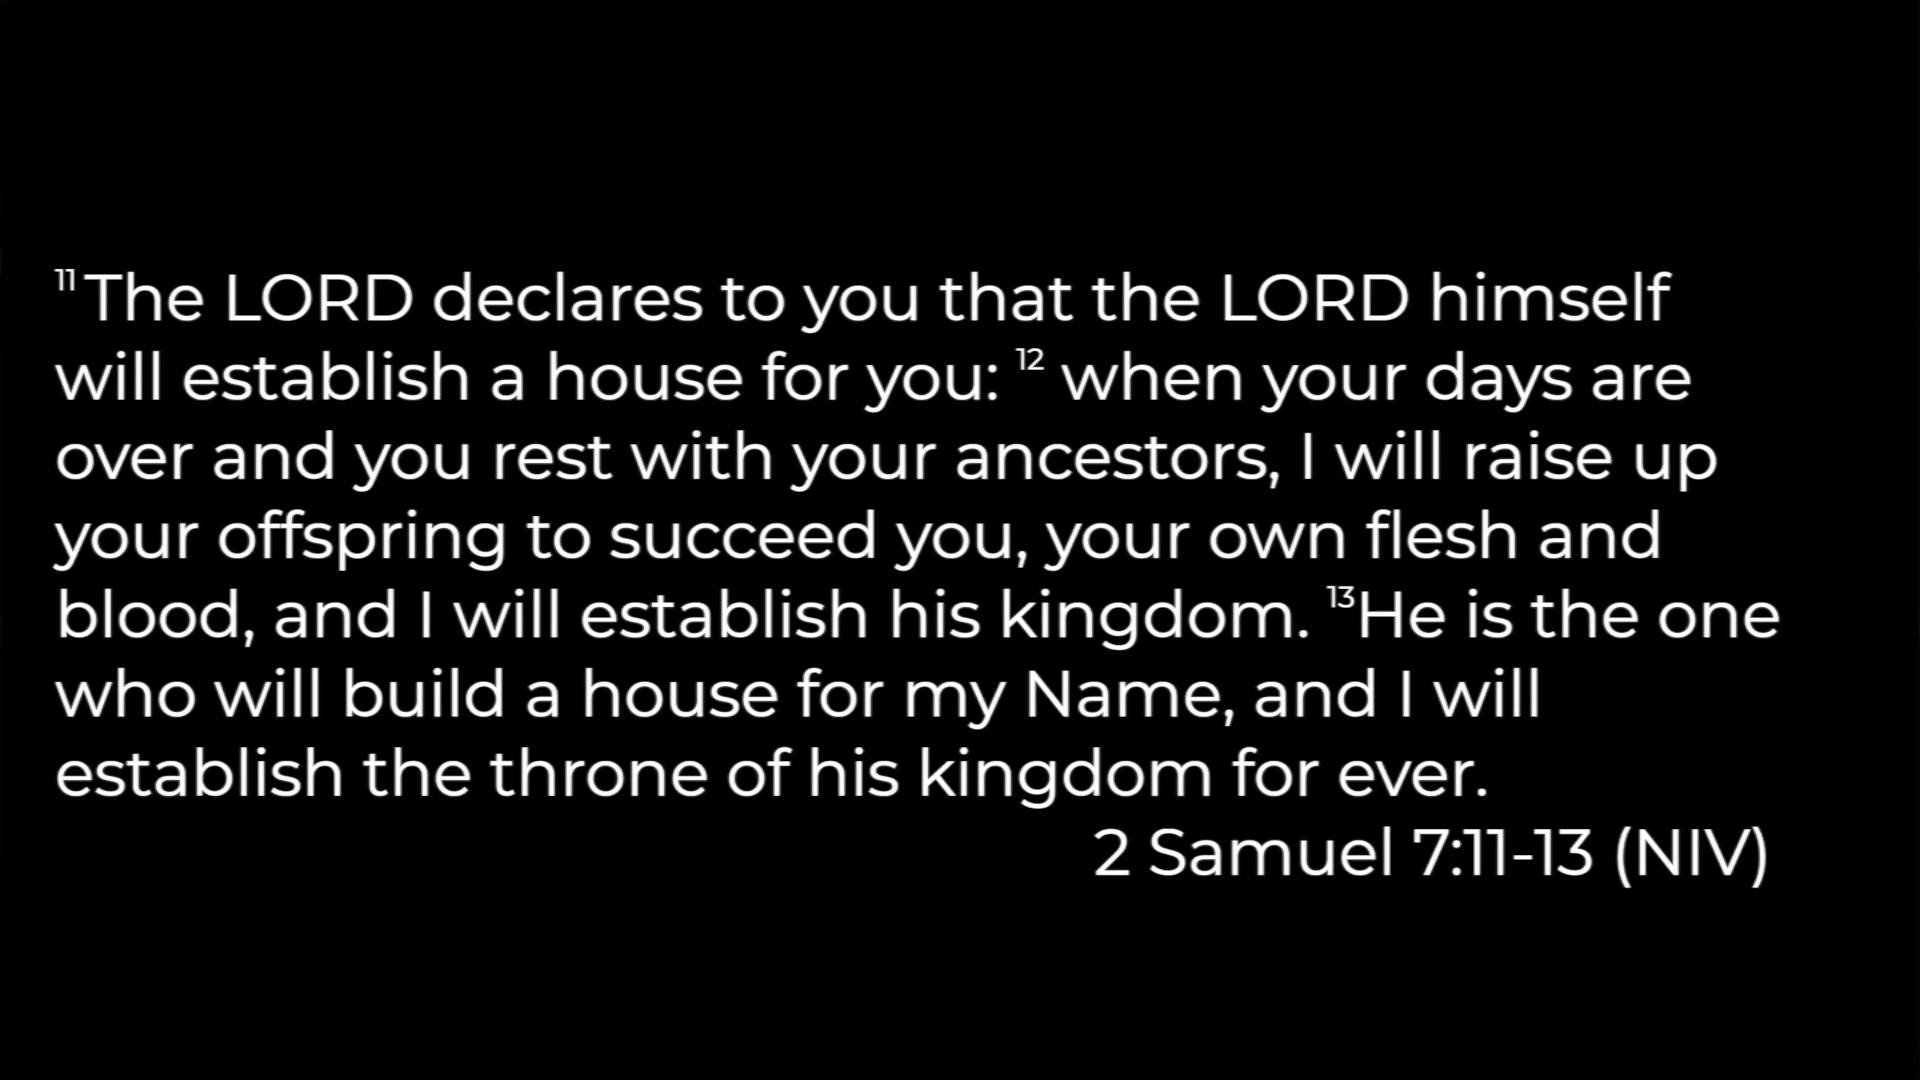 ¹¹ The LORD declares to you that the LORD himself
will establish a house for you: ¹² when your days are
over and you rest with your ancestors, I will raise up
your offspring to succeed you, your own flesh and
blood, and I will establish his kingdom. ¹³He is the one
who will build a house for my Name, and I will
establish the throne of his kingdom for ever.
2 Samuel 7:11-13 (NIV)